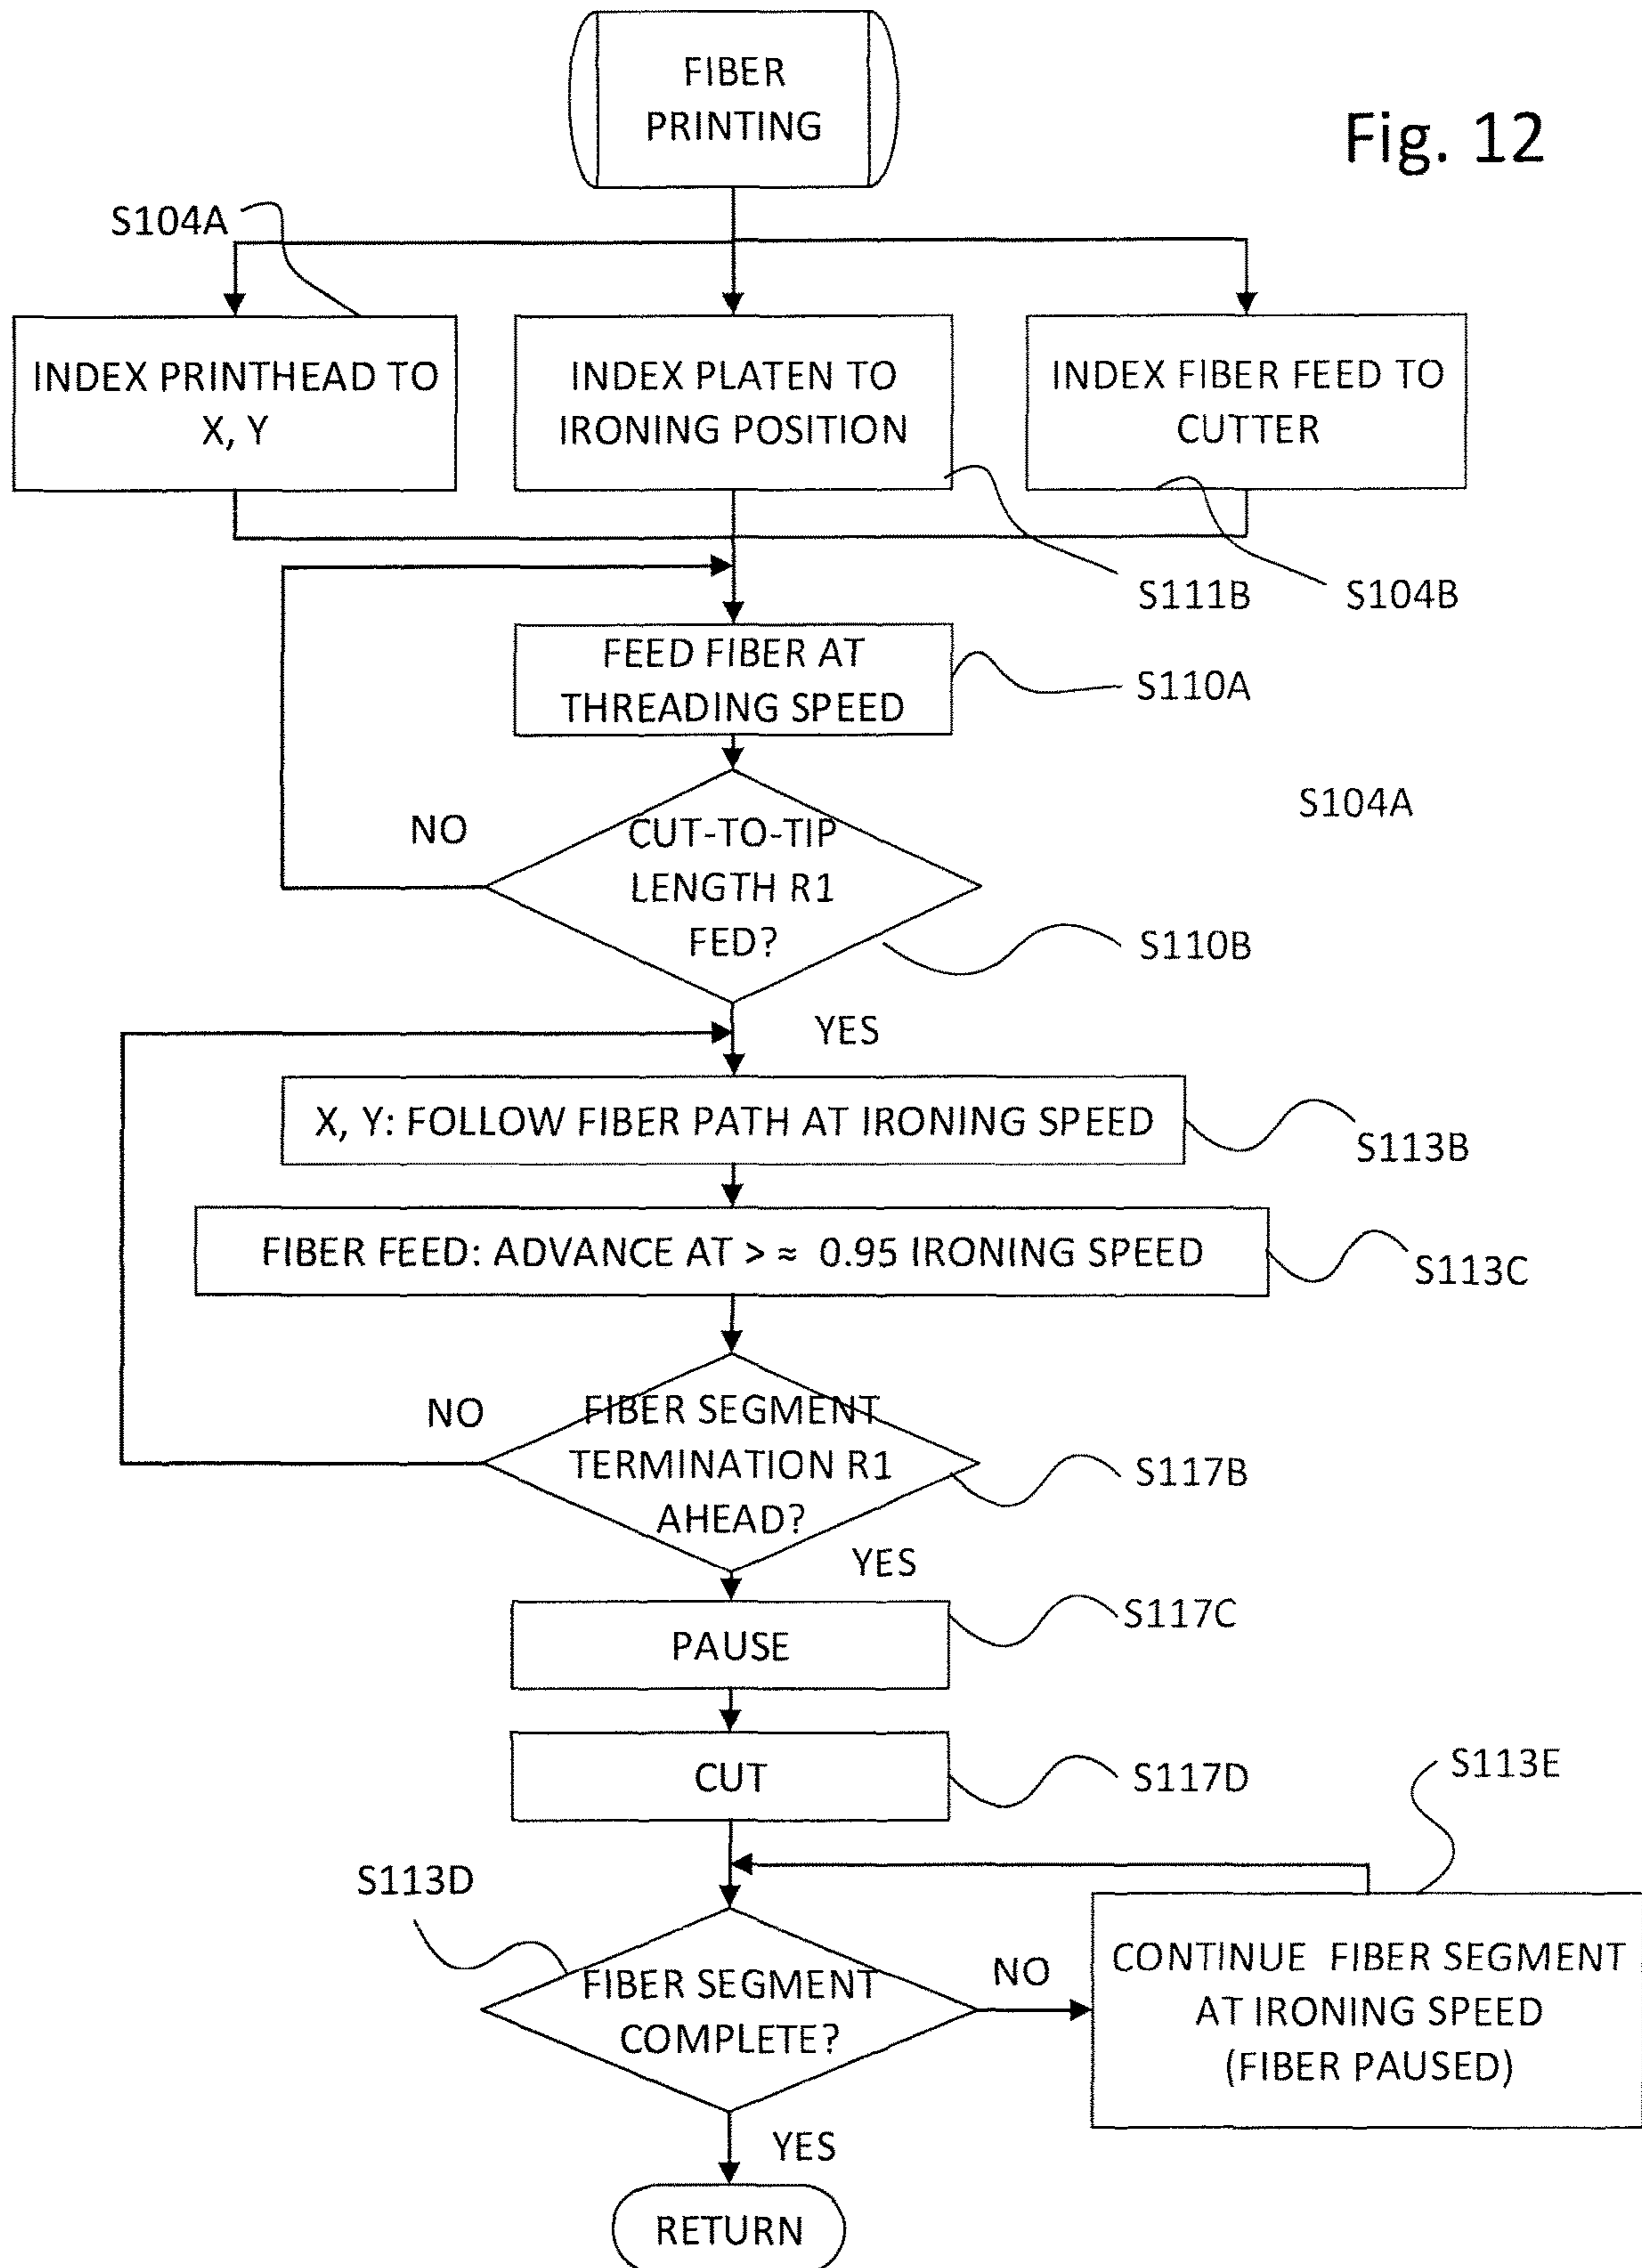 FIBER
PRINTING
Fig. 12
S104A
INDEX PRINTHEAD TO
X, Y
INDEX PLATEN TO
IRONING POSITION
INDEX FIBER FEED TO
CUTTER
S111B
S104B
FEED FIBER AT
THREADING SPEED
S110A
S104A
NO
CUT-TO-TIP
LENGTH R1
FED?
S110B
YES
X, Y: FOLLOW FIBER PATH AT IRONING SPEED
S113B
FIBER FEED: ADVANCE AT > ≈ 0.95 IRONING SPEED
S113C
NO
FIBER SEGMENT
TERMINATION R1
AHEAD?
S117B
YES
PAUSE
S117C
CUT
S117D
S113E
S113D
FIBER SEGMENT
COMPLETE?
NO
CONTINUE FIBER SEGMENT
AT IRONING SPEED
(FIBER PAUSED)
YES
RETURN